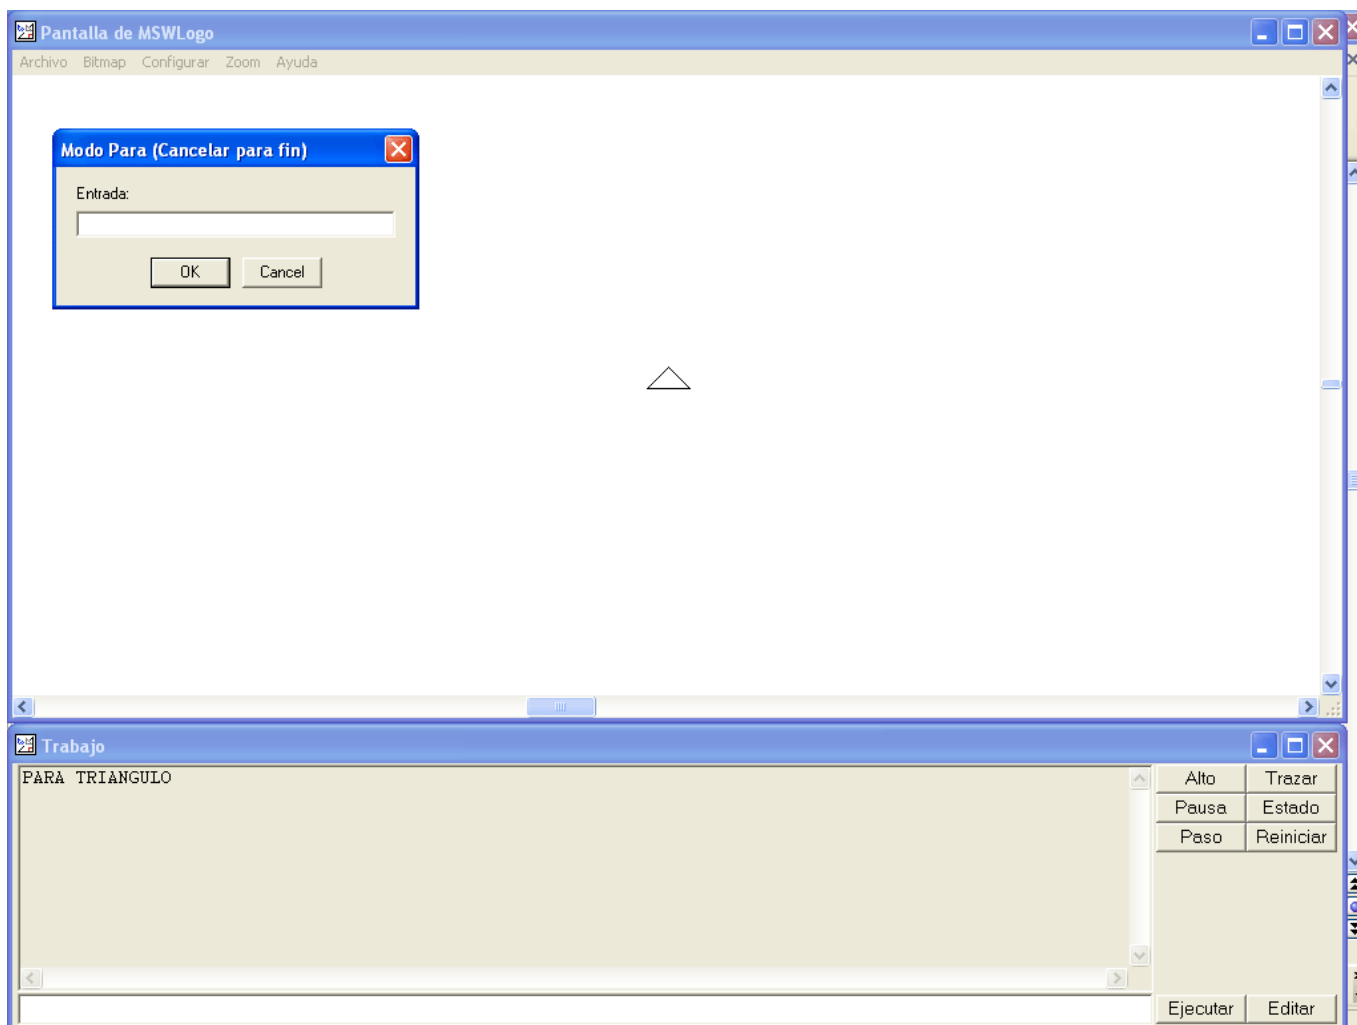 Pantalla de MSWLogo
Archivo Bitmap Configurar Zoom Ayuda
Modo Para (Cancelar para fin)
Entrada:
OK Cancel
Trabajo
PARA TRIANGULO
Alto Trazar
Pausa Estado
Paso Reiniciar
Ejecutar Editar